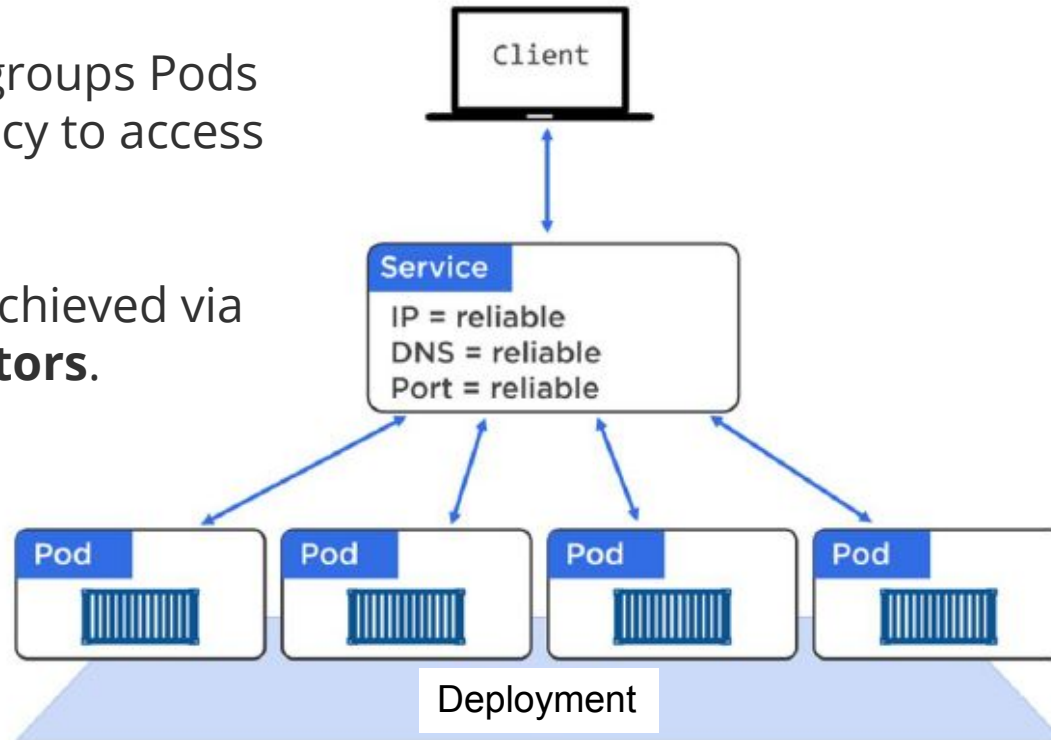 groups Pods
cy to access
chieved via
tors.
Client
Service
IP = reliable
DNS = reliable
Port = reliable
Pod
Pod
Pod
Pod
Deployment